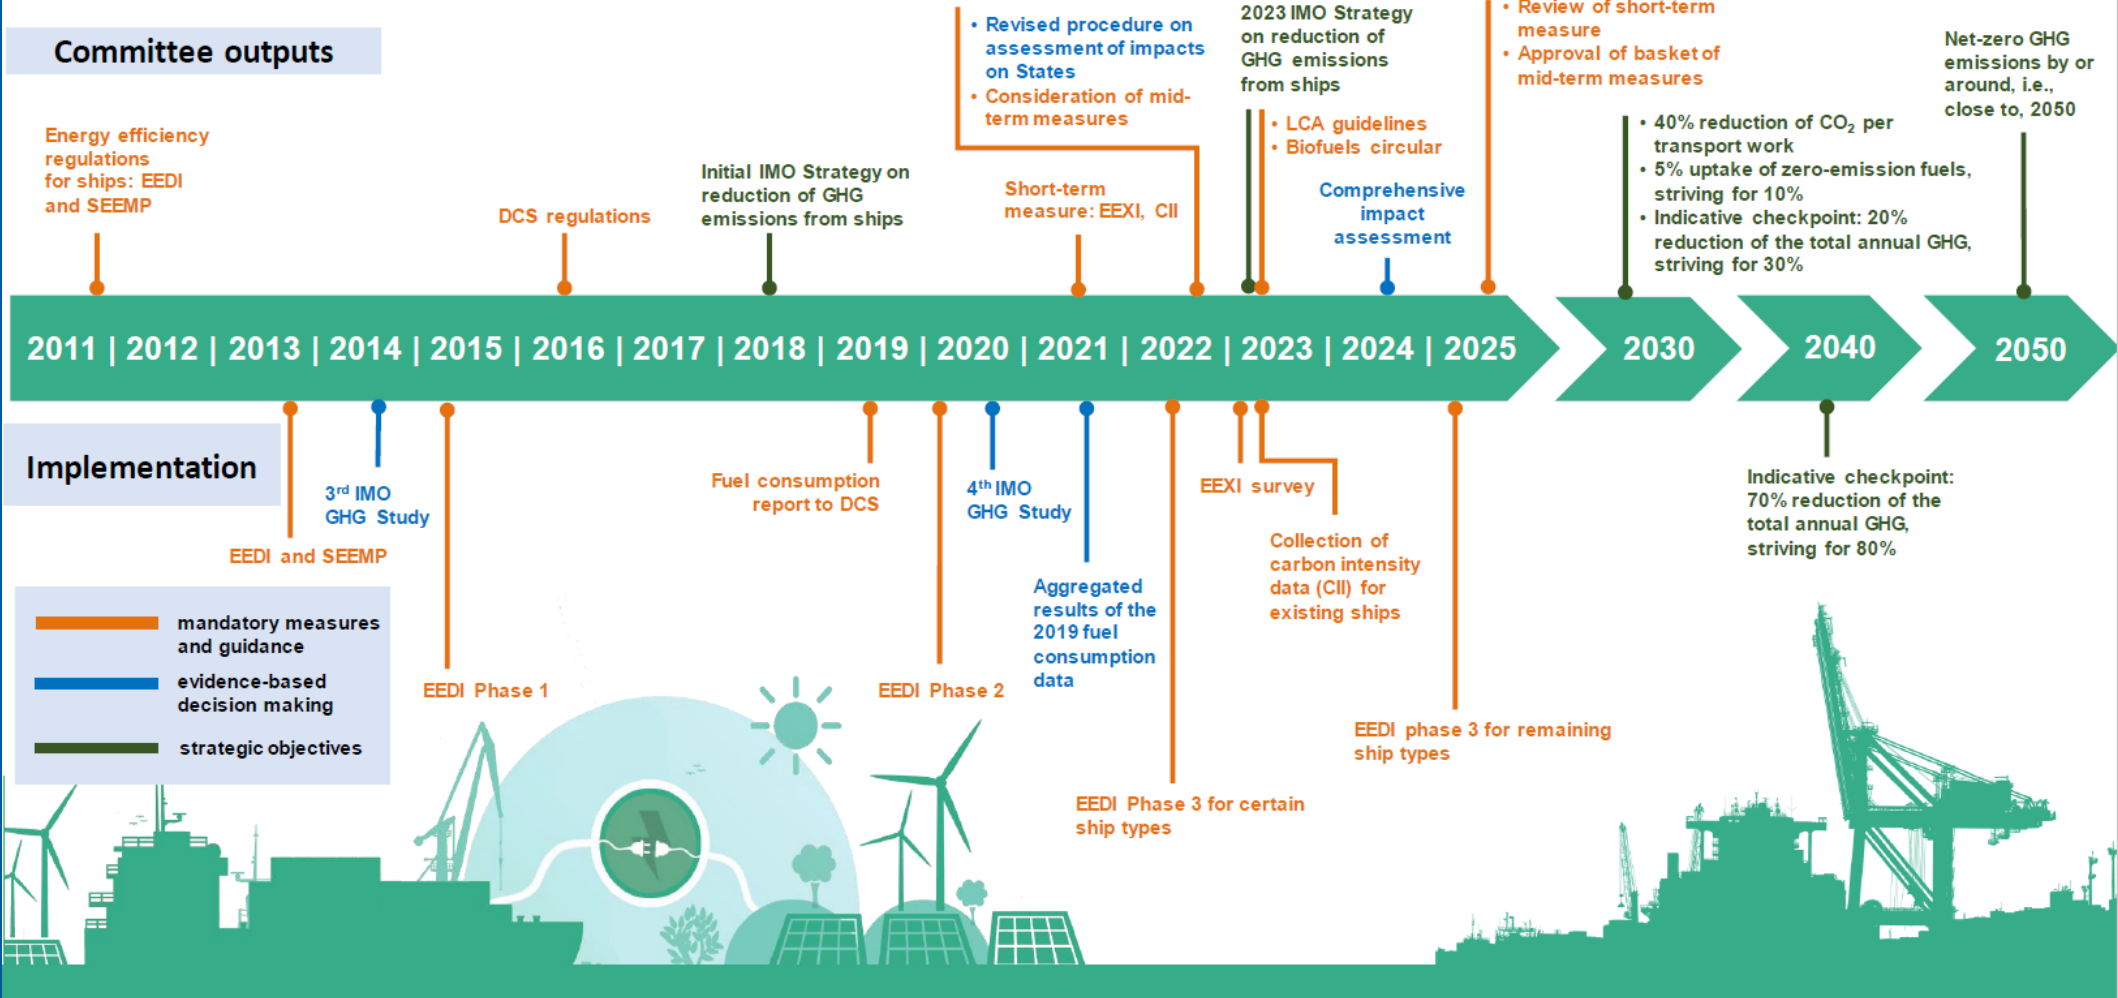 Committee outputs
Energy efficiency
regulations
for ships: EEDI
and SEEMP
DCS regulations
Initial IMO Strategy on
reduction of GHG
emissions from ships
• Revised procedure on
assessment of impacts
on States
• Consideration of mid-
term measures
Short-term
measure: EEXI, CII
2023 IMO Strategy
on reduction of
GHG emissions
from ships
• LCA guidelines
• Biofuels circular
Comprehensive
impact
assessment
• Review of short-term
measure
• Approval of basket of
mid-term measures
• 40% reduction of CO₂ per
transport work
• 5% uptake of zero-emission fuels,
striving for 10%
• Indicative checkpoint: 20%
reduction of the total annual GHG,
striving for 30%
Net-zero GHG
emissions by or
around, i.e.,
close to, 2050
2011 | 2012 | 2013 | 2014 | 2015 | 2016 | 2017 | 2018 | 2019 | 2020 | 2021 | 2022 | 2023 | 2024 | 2025 2030 2040 2050
Implementation
EEDI and SEEMP
3rd IMO
GHG Study
EEDI Phase 1
Fuel consumption
report to DCS
EEDI Phase 2
4th IMO
GHG Study
Aggregated
results of the
2019 fuel
consumption
data
EEDI Phase 3 for certain
ship types
EEXI survey
Collection of
carbon intensity
data (CII) for
existing ships
EEDI phase 3 for remaining
ship types
Indicative checkpoint:
70% reduction of the
total annual GHG,
striving for 80%
mandatory measures
and guidance
evidence-based
decision making
strategic objectives